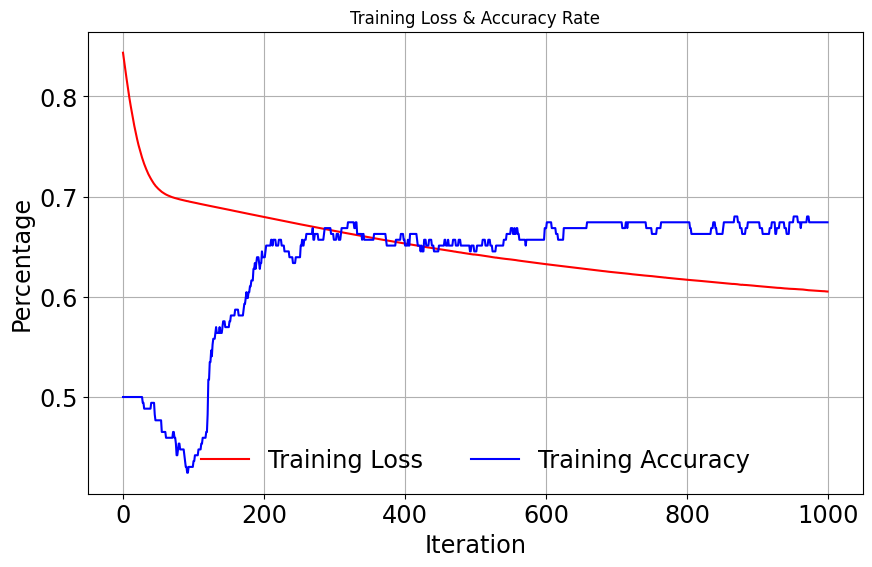 Training Loss & Accuracy Rate
0.8
0.7
0.6
0.5
Percentage
Training Loss
Training Accuracy
0
200
400
600
800
1000
Iteration